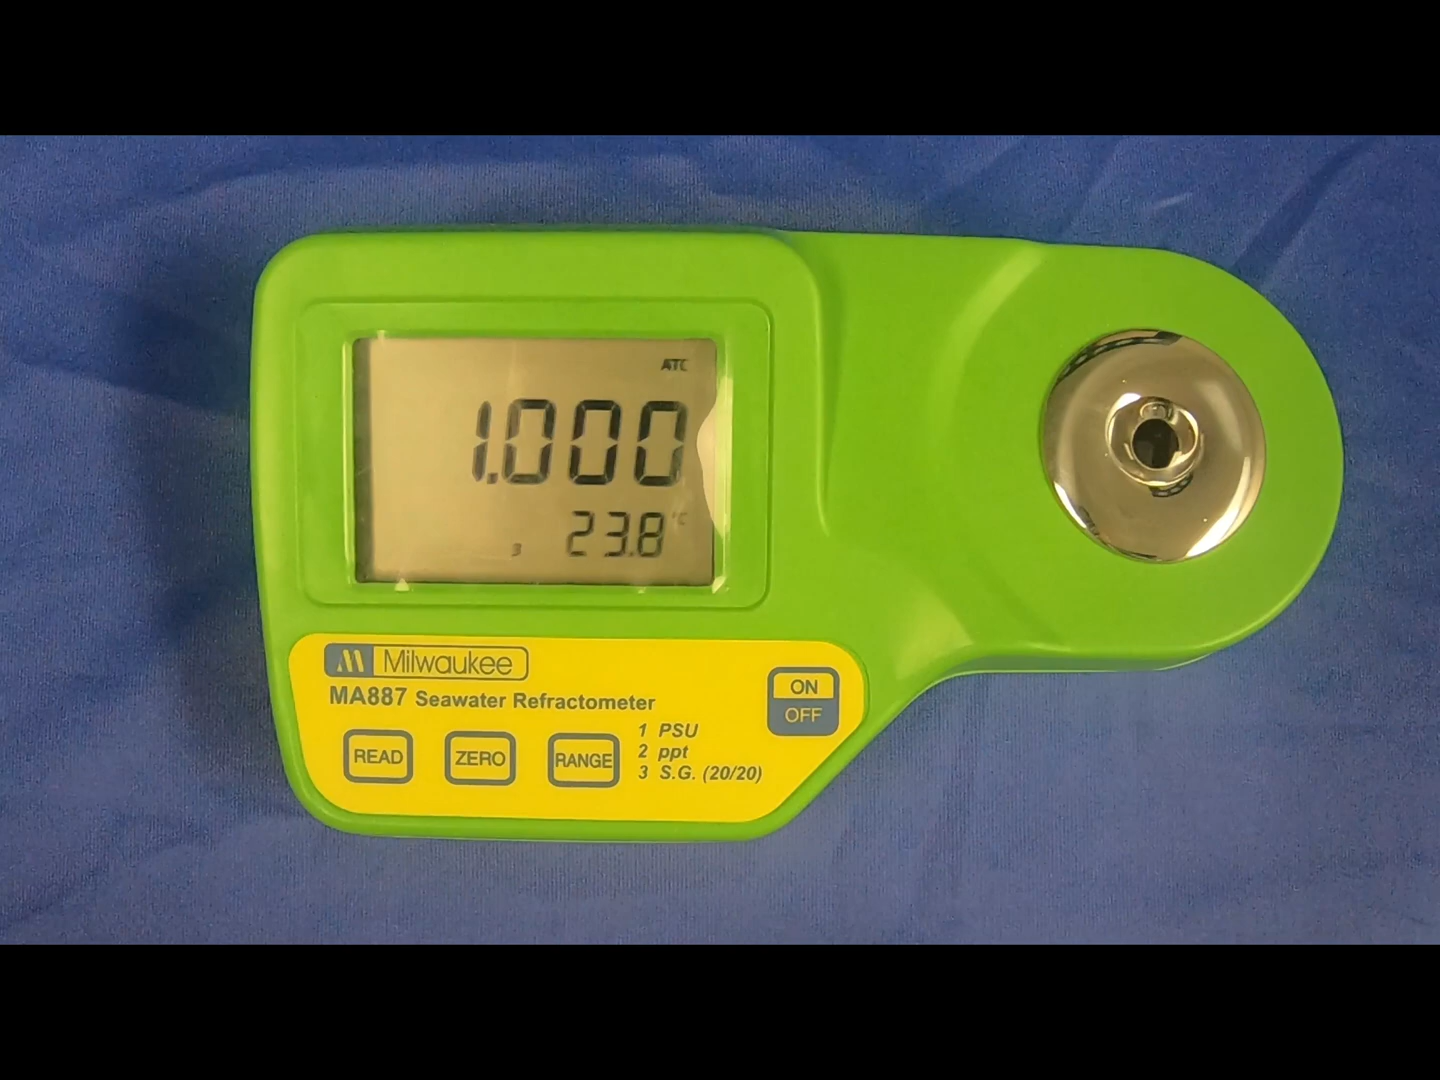 ATC
1.000
3 23.8 °C
Milwaukee
MA887 Seawater Refractometer
ON
OFF
READ ZERO RANGE
1 PSU
2 ppt
3 S.G. (20/20)